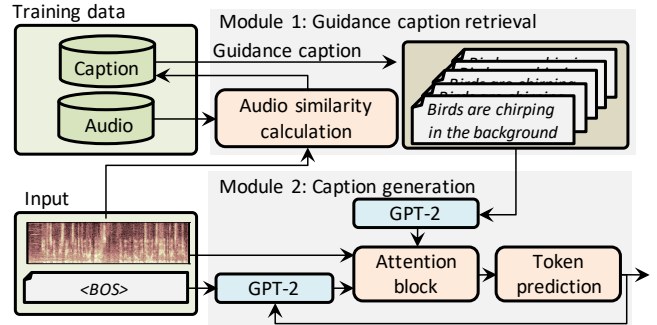 Training data
Module 1: Guidance caption retrieval
Caption
Guidance caption
Audio
Audio similarity
calculation
Birds are chirping
in the background
Input
Module 2: Caption generation
GPT-2
<BOS>
GPT-2
Attention
block
Token
prediction